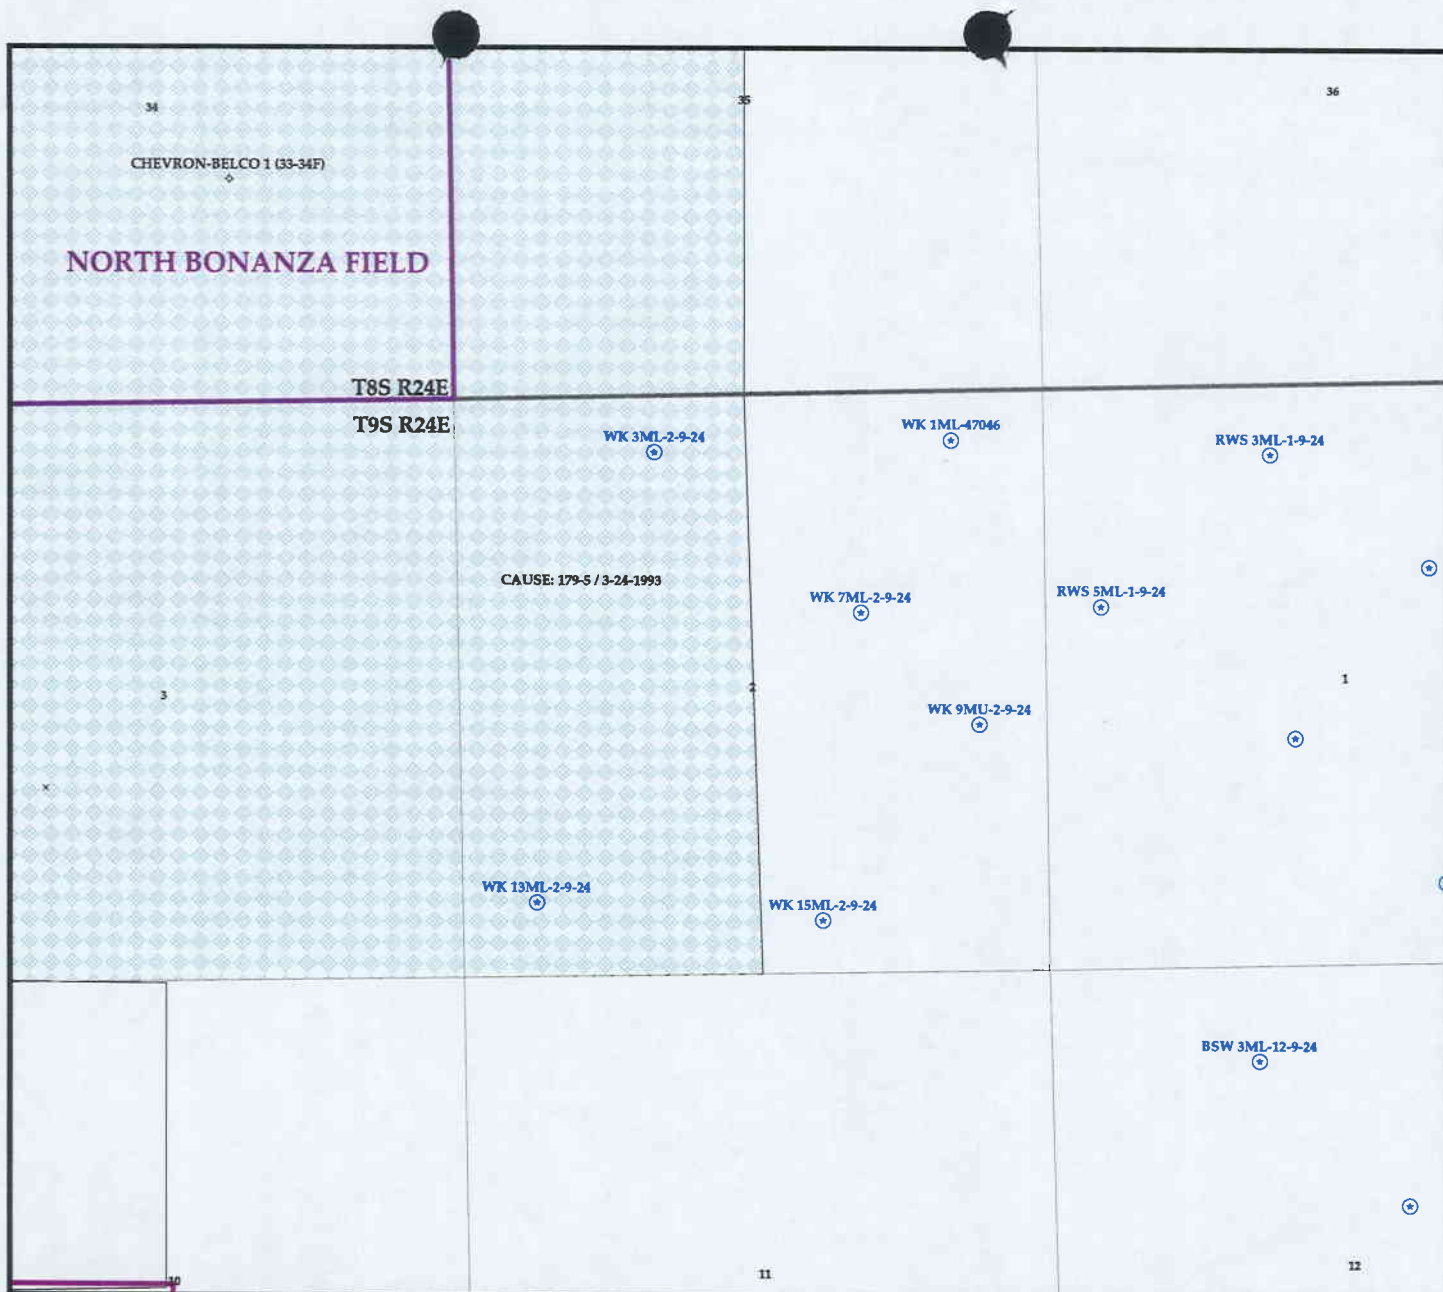 34
35
36
CHEVRON-BELCO 1 (33-34F)
NORTH BONANZA FIELD
T8S R24E
T9S R24E
WK 3ML-2-9-24
WK 1ML-47046
RWS 3ML-1-9-24
CAUSE: 179-5 / 3-24-1993
WK 7ML-2-9-24
RWS 5ML-1-9-24
3
2
1
WK 9MU-2-9-24
WK 13ML-2-9-24
WK 15ML-2-9-24
BSW 3ML-12-9-24
10
11
12